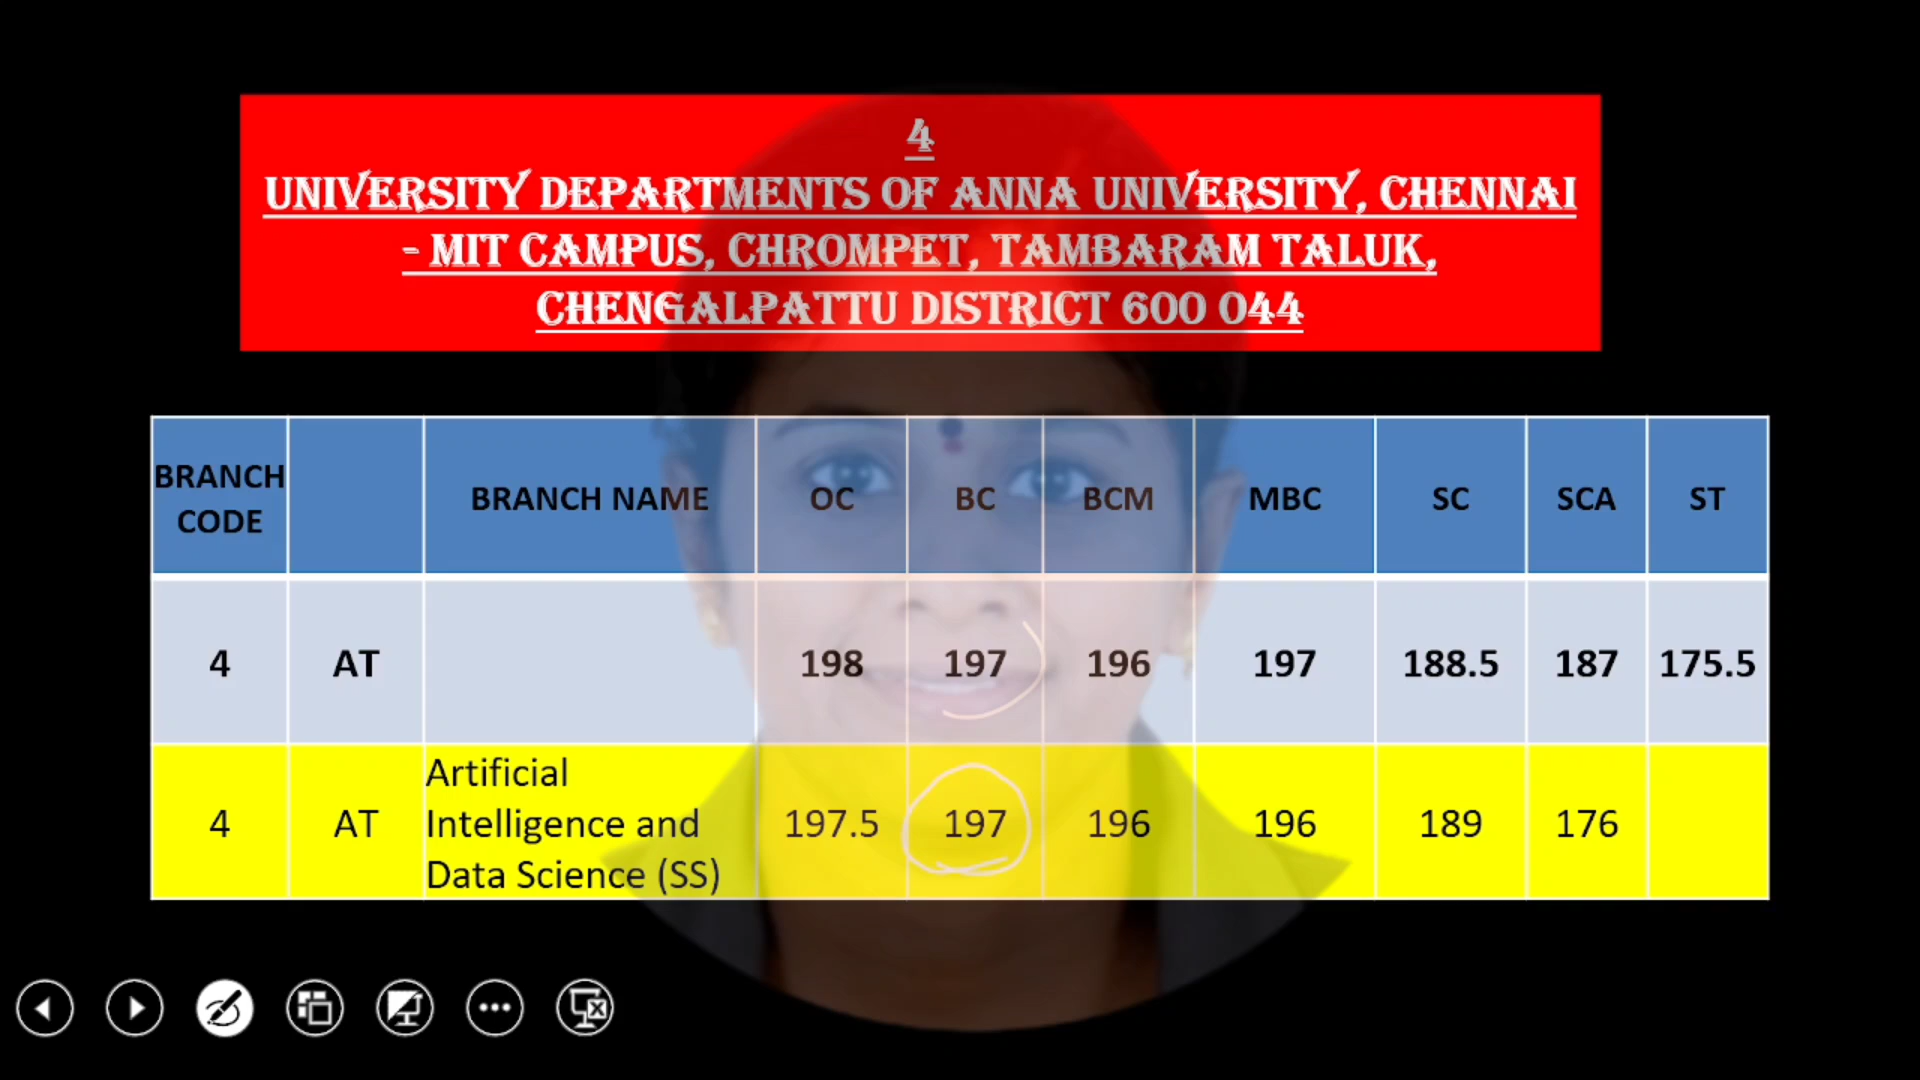 4
UNIVERSITY DEPARTMENTS OF ANNA UNIVERSITY, CHENNAI
- MIT CAMPUS, CHROMPET, TAMBARAM TALUK,
CHENGALPATTU DISTRICT 600 044
BRANCH CODE BRANCH NAME OC BC BCM MBC SC SCA ST
4 AT 198 197 196 197 188.5 187 175.5
4 AT Artificial Intelligence and Data Science (SS) 197.5 197 196 196 189 176